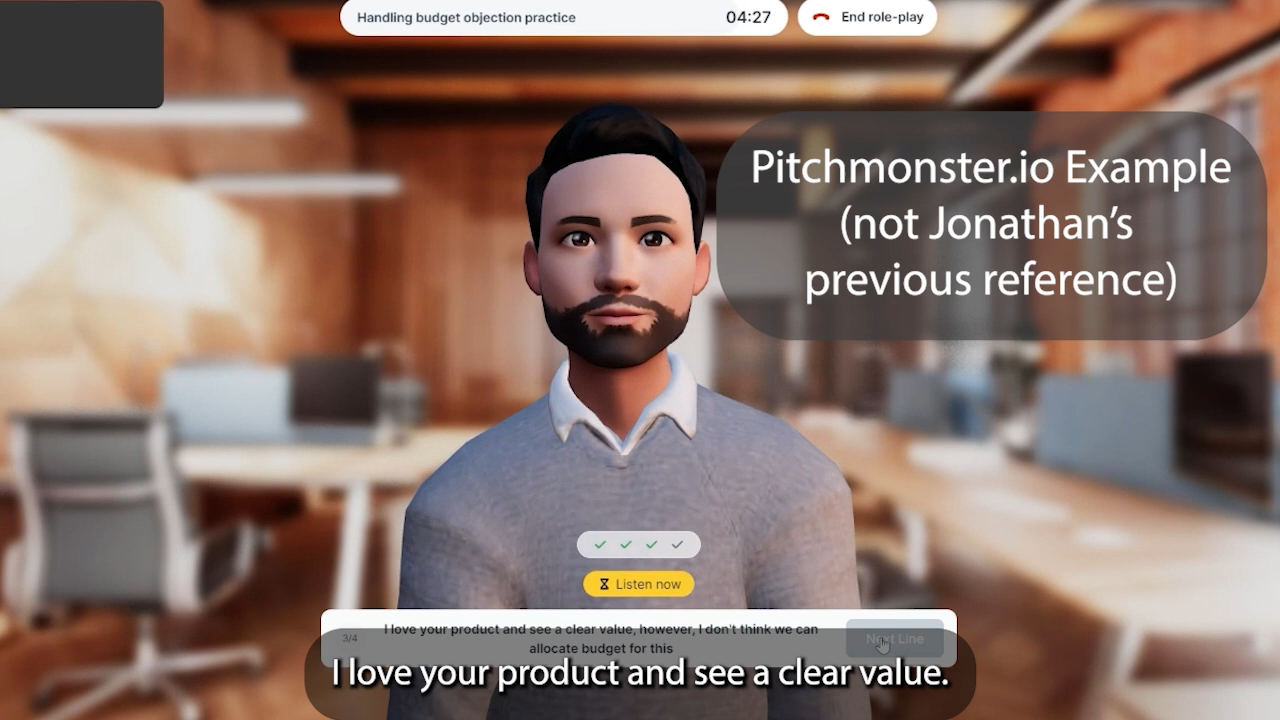 Handling budget objection practice
04:27
End role-play
Pitchmonster.io Example
(not Jonathan's
previous reference)
Listen now
3/4
I love your product and see a clear value, however, I don't think we can
allocate budget for this
Next Line
I love your product and see a clear value.